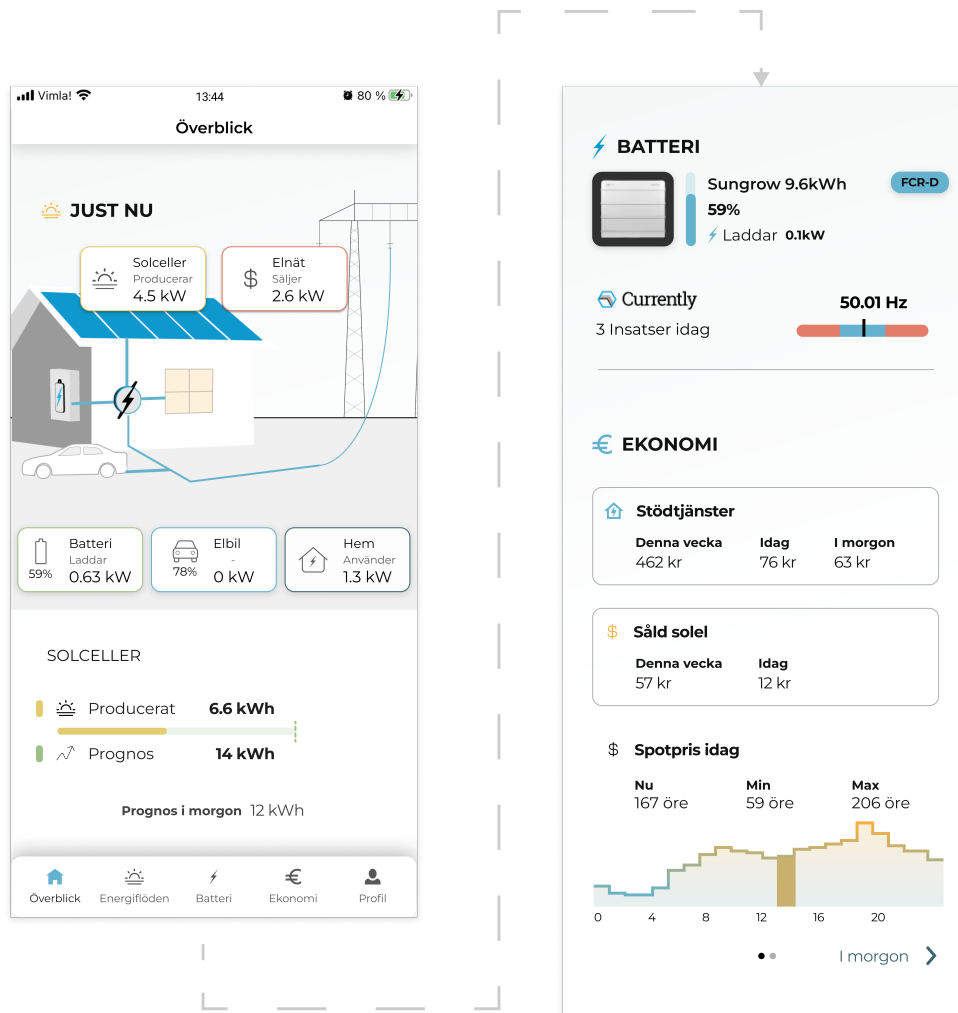 Vimla!
13:44
80 %
Överblick
JUST NU
Solceller
Producerar
4.5 kW
$
Elnät
Säljer
2.6 kW
Batteri
Laddar
59%
0.63 kW
Elbil
-
78%
0 kW
Hem
Använder
1.3 kW
SOLCELLER
Producerat 6.6 kWh
Prognos 14 kWh
Prognos i morgon 12 kWh
Överblick
Energiflöden
Batteri
€
Ekonomi
Profil
BATTERI
Sungrow 9.6kWh
FCR-D
59%
Laddar 0.1kW
Currently
50.01 Hz
3 Insatser idag
€ EKONOMI
Stödtjänster
Denna vecka Idag I morgon
462 kr 76 kr 63 kr
$ Såld solel
Denna vecka Idag
57 kr 12 kr
$ Spotpris idag
Nu Min Max
167 öre 59 öre 206 öre
0 4 8 12 16 20
I morgon